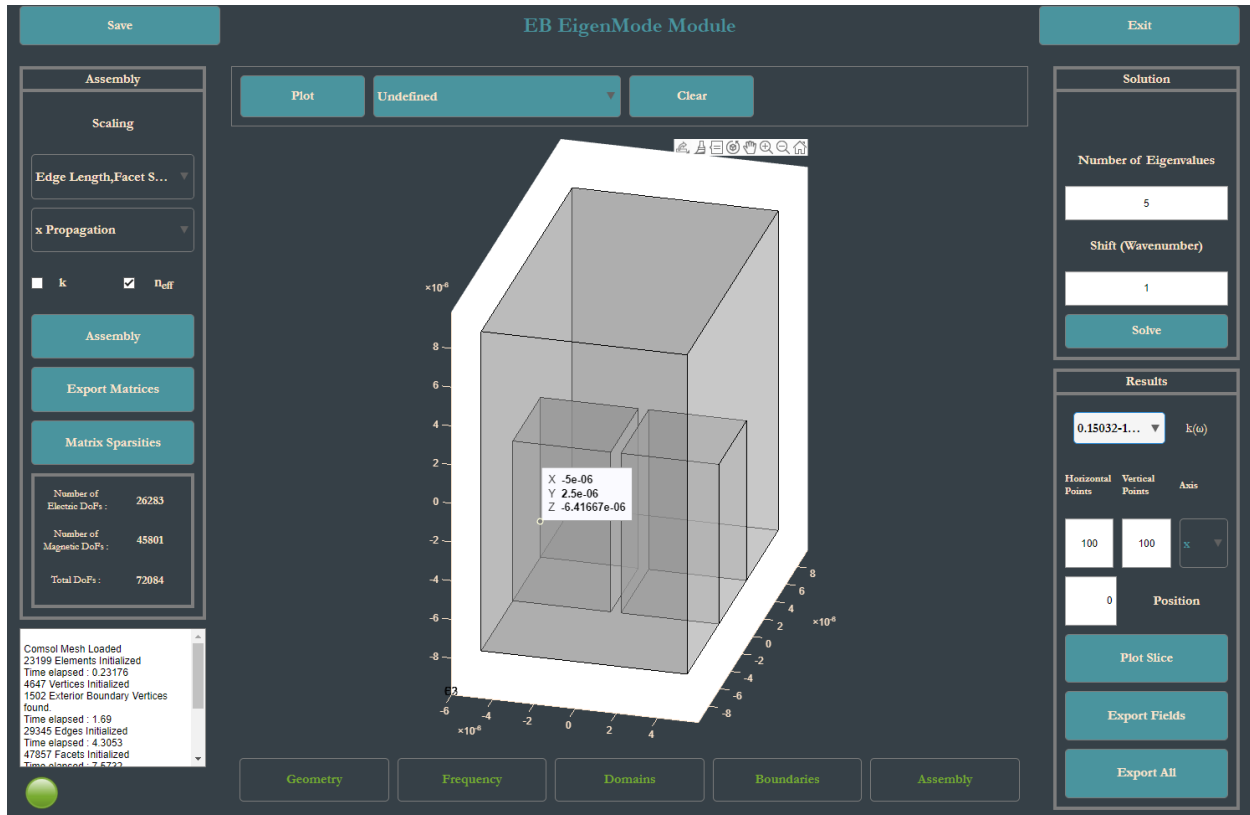 Save
EB EigenMode Module
Exit
Assembly
Scaling
Edge Length,Facet S...
x Propagation
k
neff
Assembly
Export Matrices
Matrix Sparsities
Number of
Electric DoFs :
26283
Number of
Magnetic DoFs :
45801
Total DoFs :
72084
Comsol Mesh Loaded
23199 Elements Initialized
Time elapsed : 0.23176
4647 Vertices Initialized
1502 Exterior Boundary Vertices
found.
Time elapsed : 1.69
29345 Edges Initialized
Time elapsed : 4.3053
47857 Facets Initialized
Time elapsed : 7.5732
Plot
Undefined
Clear
×10⁻⁶
8
6
4
2
0
-2
-4
-6
-8
X -5e-06
Y 2.5e-06
Z -6.41667e-06
8
6
4
2
0
-2
-4
-6
-8
×10⁻⁶
-6
-4
-2
0
2
4
×10⁻⁶
Geometry
Frequency
Domains
Boundaries
Assembly
Solution
Number of Eigenvalues
5
Shift (Wavenumber)
1
Solve
Results
0.15032-1...
k(ω)
Horizontal
Points
Vertical
Points
Axis
100
100
x
0
Position
Plot Slice
Export Fields
Export All